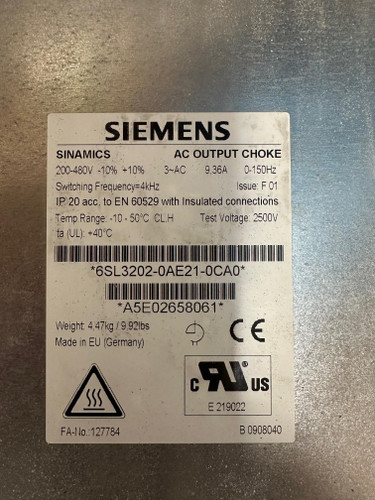 SIEMENS
SINAMICS AC OUTPUT CHOKE
200-480V -10% +10% 3~AC 9,36A 0-150Hz
Switching Frequency=4kHz Issue: F 01
IP 20 acc. to EN 60529 with Insulated connections
Temp.Range: -10 - 50°C CL.H Test Voltage: 2500V
ta (UL): +40°C
*6SL3202-0AE21-0CA0*
*A5E02658061*
Weight: 4.47kg / 9.92lbs
Made in EU (Germany)
C RU US
E 219022
FA-No.:127784 B 0908040